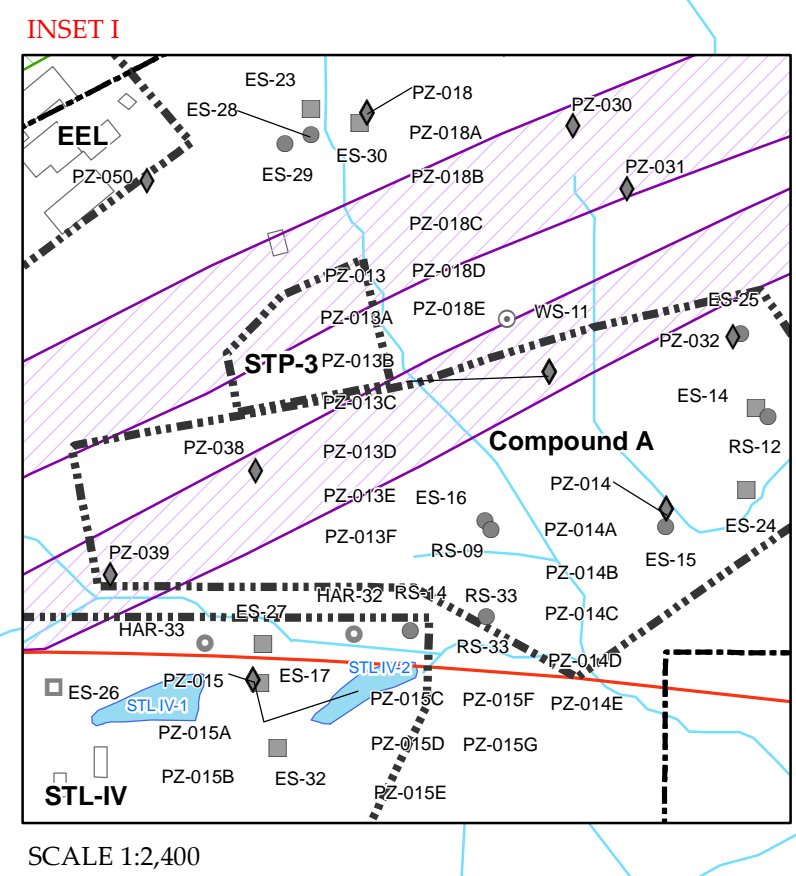 INSET I
ES-23
PZ-018
ES-28
PZ-030
EEL
PZ-018A
ES-30
ES-29
PZ-050
PZ-018B
PZ-031
PZ-018C
PZ-013
PZ-018D
PZ-018E
WS-11
ES-25
PZ-013A
PZ-032
STP-3
PZ-013B
ES-14
PZ-013C
Compound A
RS-12
PZ-038
PZ-013D
PZ-014
PZ-013E
ES-16
ES-24
PZ-013F
PZ-014A
RS-09
PZ-039
ES-15
PZ-014B
HAR-32
RS-14
RS-33
ES-27
PZ-014C
HAR-33
RS-33
PZ-014D
STL IV-2
PZ-015
ES-17
ES-26
STL IV-1
PZ-015C
PZ-015F
PZ-014E
PZ-015A
PZ-015D
PZ-015G
PZ-015B
ES-32
STL-IV
PZ-015E
SCALE 1:2,400